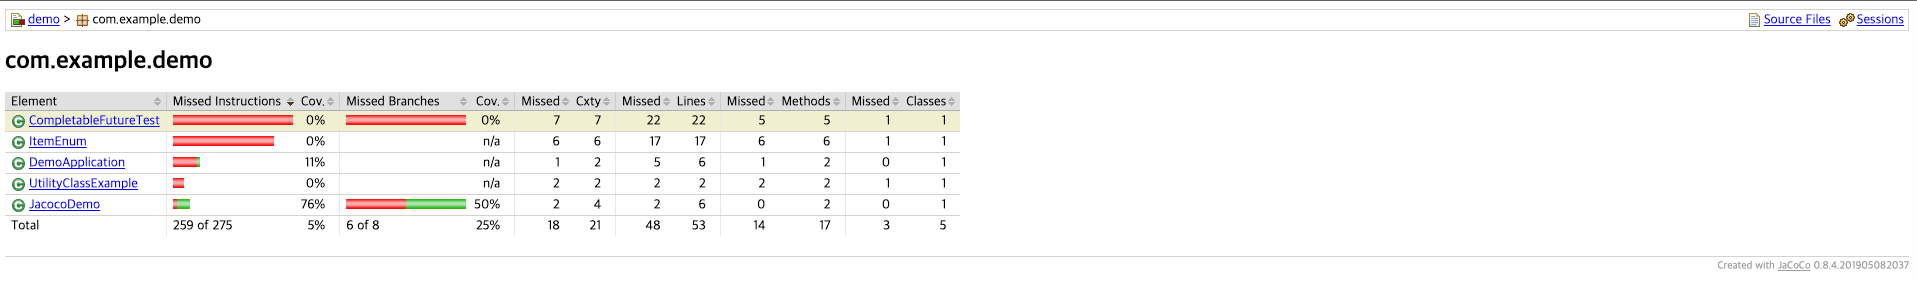 demo > com.example.demo Source Files Sessions
com.example.demo
Element Missed Instructions Cov. Missed Branches Cov. Missed Cxty Missed Lines Missed Methods Missed Classes
CompletableFutureTest 0% 0% 7 7 22 22 5 5 1 1
ItemEnum 0% n/a 6 6 17 17 6 6 1 1
DemoApplication 11% n/a 1 2 5 6 1 2 0 1
UtilityClassExample 0% n/a 2 2 2 2 2 2 1 1
JacocoDemo 76% 50% 2 4 2 6 0 2 0 1
Total 259 of 275 5% 6 of 8 25% 18 21 48 53 14 17 3 5
Created with JaCoCo 0.8.4.201905082037